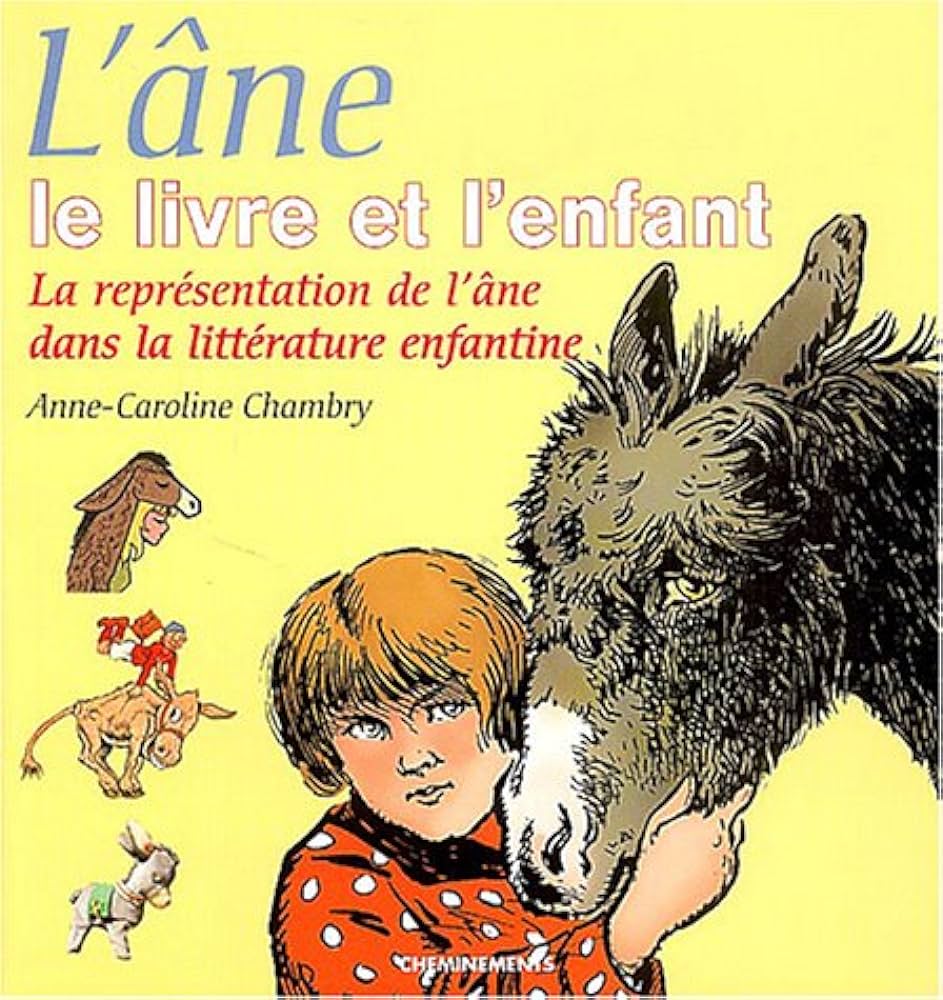 L'âne
le livre et l'enfant
La représentation de l'âne
dans la littérature enfantine
Anne-Caroline Chambry
CHEMINEMENTS